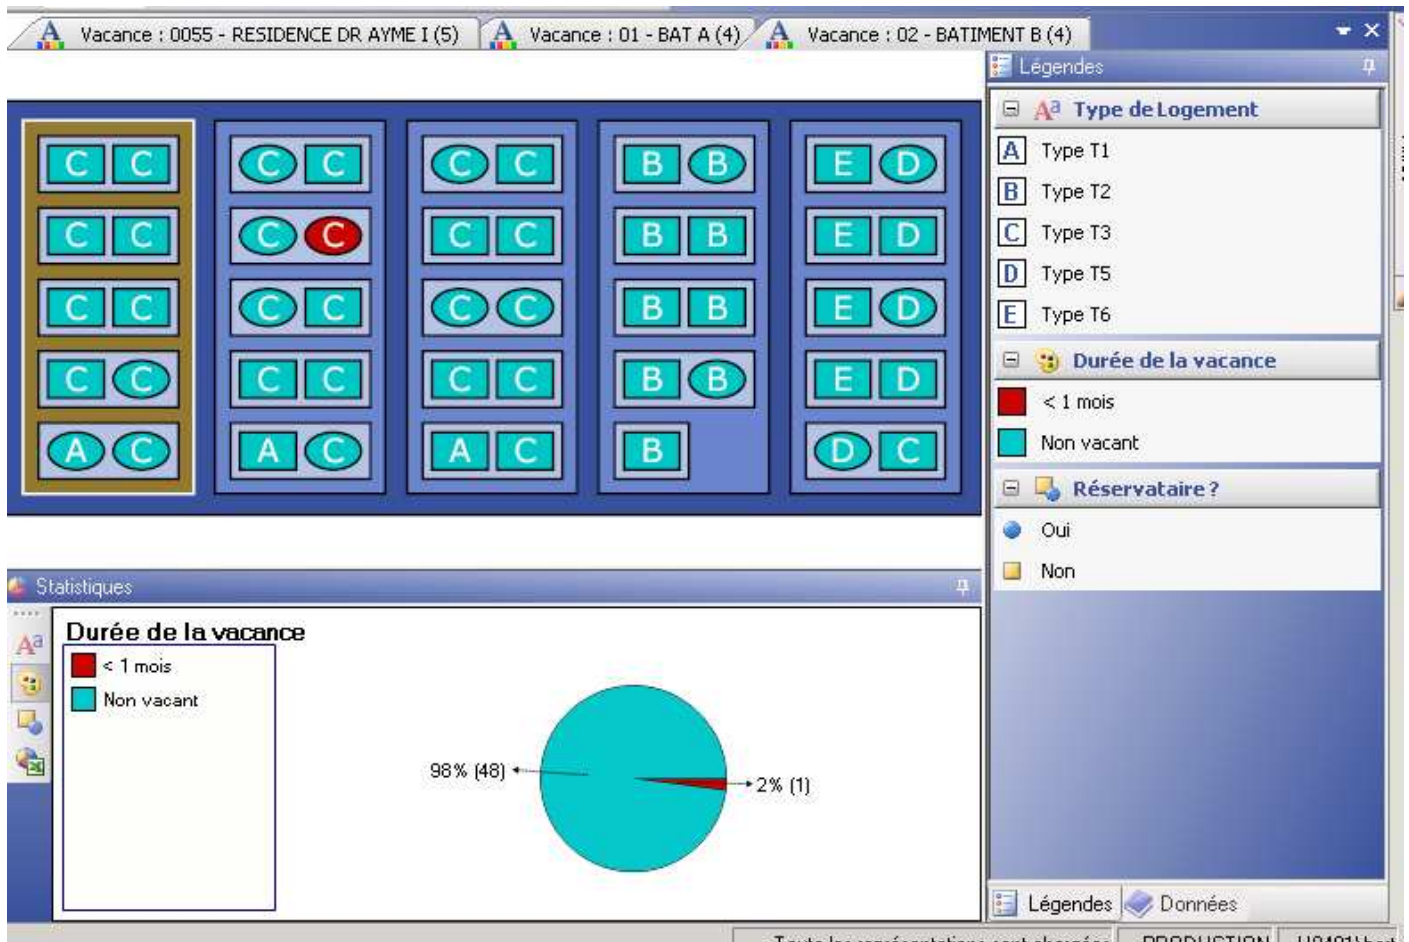 Vacance : 0055 - RESIDENCE DR AYME I (5) Vacance : 01 - BAT A (4) Vacance : 02 - BATIMENT B (4)
Légendes
C C C C C C B B E D
C C C C C C B B E D
C C C C C C B B E D
C C C C C C B B E D
A C A C A C B D C
Type de Logement
A Type T1
B Type T2
C Type T3
D Type T5
E Type T6
Durée de la vacance
< 1 mois
Non vacant
Réservataire ?
Oui
Non
Statistiques
Durée de la vacance
< 1 mois
Non vacant
98% (48)
2% (1)
Légendes Données
PRODUCTION